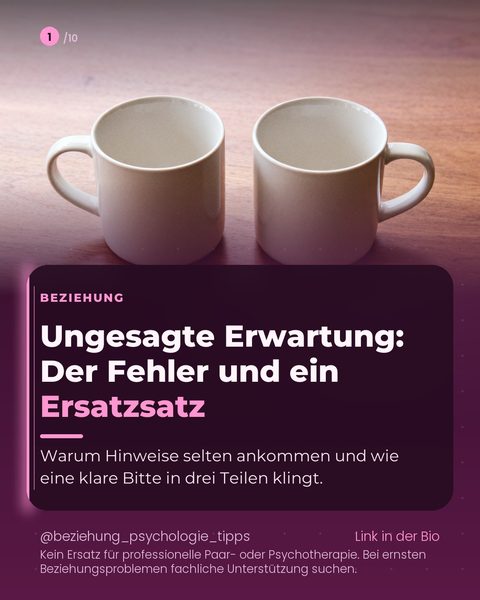 1 /10
BEZIEHUNG
Ungesagte Erwartung:
Der Fehler und ein
Ersatzsatz
Warum Hinweise selten ankommen und wie
eine klare Bitte in drei Teilen klingt.
@beziehung_psychologie_tipps Link in der Bio
Kein Ersatz für professionelle Paar- oder Psychotherapie. Bei ernsten
Beziehungsproblemen fachliche Unterstützung suchen.